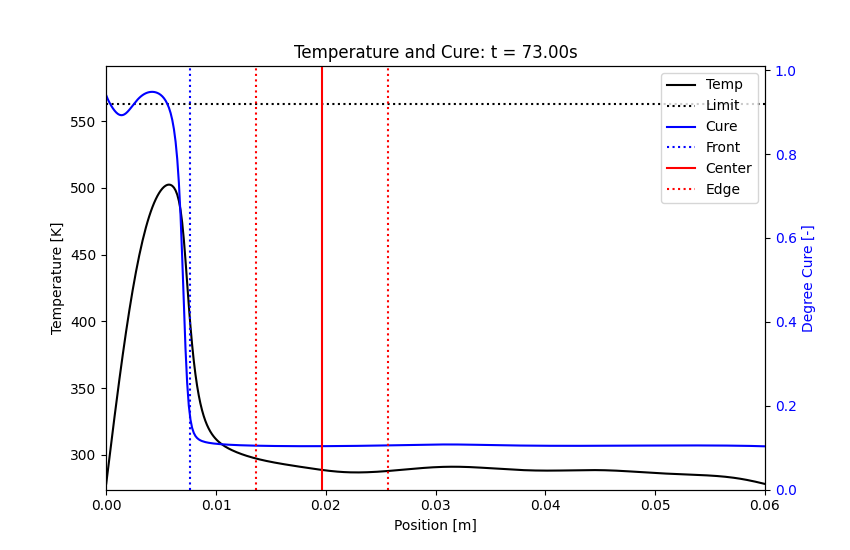 Temperature and Cure: t = 73.00s
Temp
Limit
Cure
Front
Center
Edge
Temperature [K]
550
500
450
400
350
300
1.0
0.8
0.6
0.4
0.2
0.0
Degree Cure [-]
0.00
0.01
0.02
0.03
0.04
0.05
0.06
Position [m]